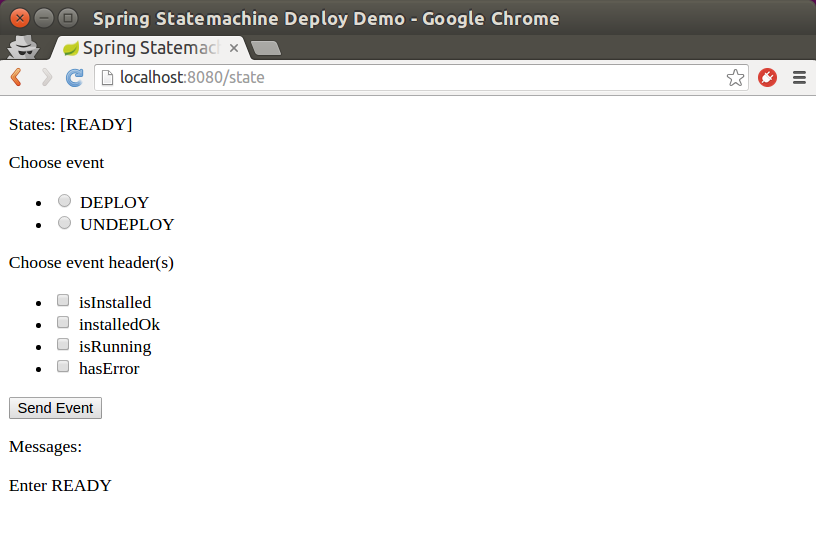 Spring Statemachine Deploy Demo - Google Chrome
Spring Statemac
localhost:8080/state
States: [READY]
Choose event
DEPLOY
UNDEPLOY
Choose event header(s)
isInstalled
installedOk
isRunning
hasError
Send Event
Messages:
Enter READY